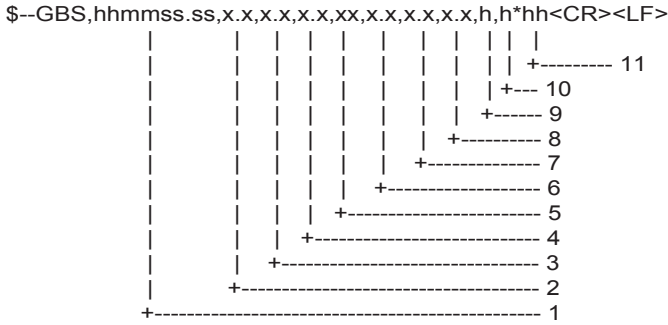 $--GBS,hhmmss.ss,x.x,x.x,x.x,xx,x.x,x.x,x.x,h,h*hh<CR><LF>
| | | | | | | | | | |
| | | | | | | | | | +--------- 11
| | | | | | | | | +--- 10
| | | | | | | | +------ 9
| | | | | | | +---------- 8
| | | | | | +-------------- 7
| | | | | +------------------- 6
| | | | +------------------------ 5
| | | +---------------------------- 4
| | +-------------------------------- 3
| +-------------------------------------- 2
+------------------------------------------------- 1